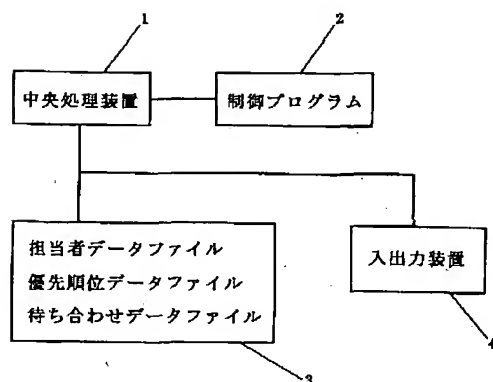 1
2
中央処理装置
制御プログラム
担当者データファイル
優先順位データファイル
待ち合わせデータファイル
入出力装置
3
4